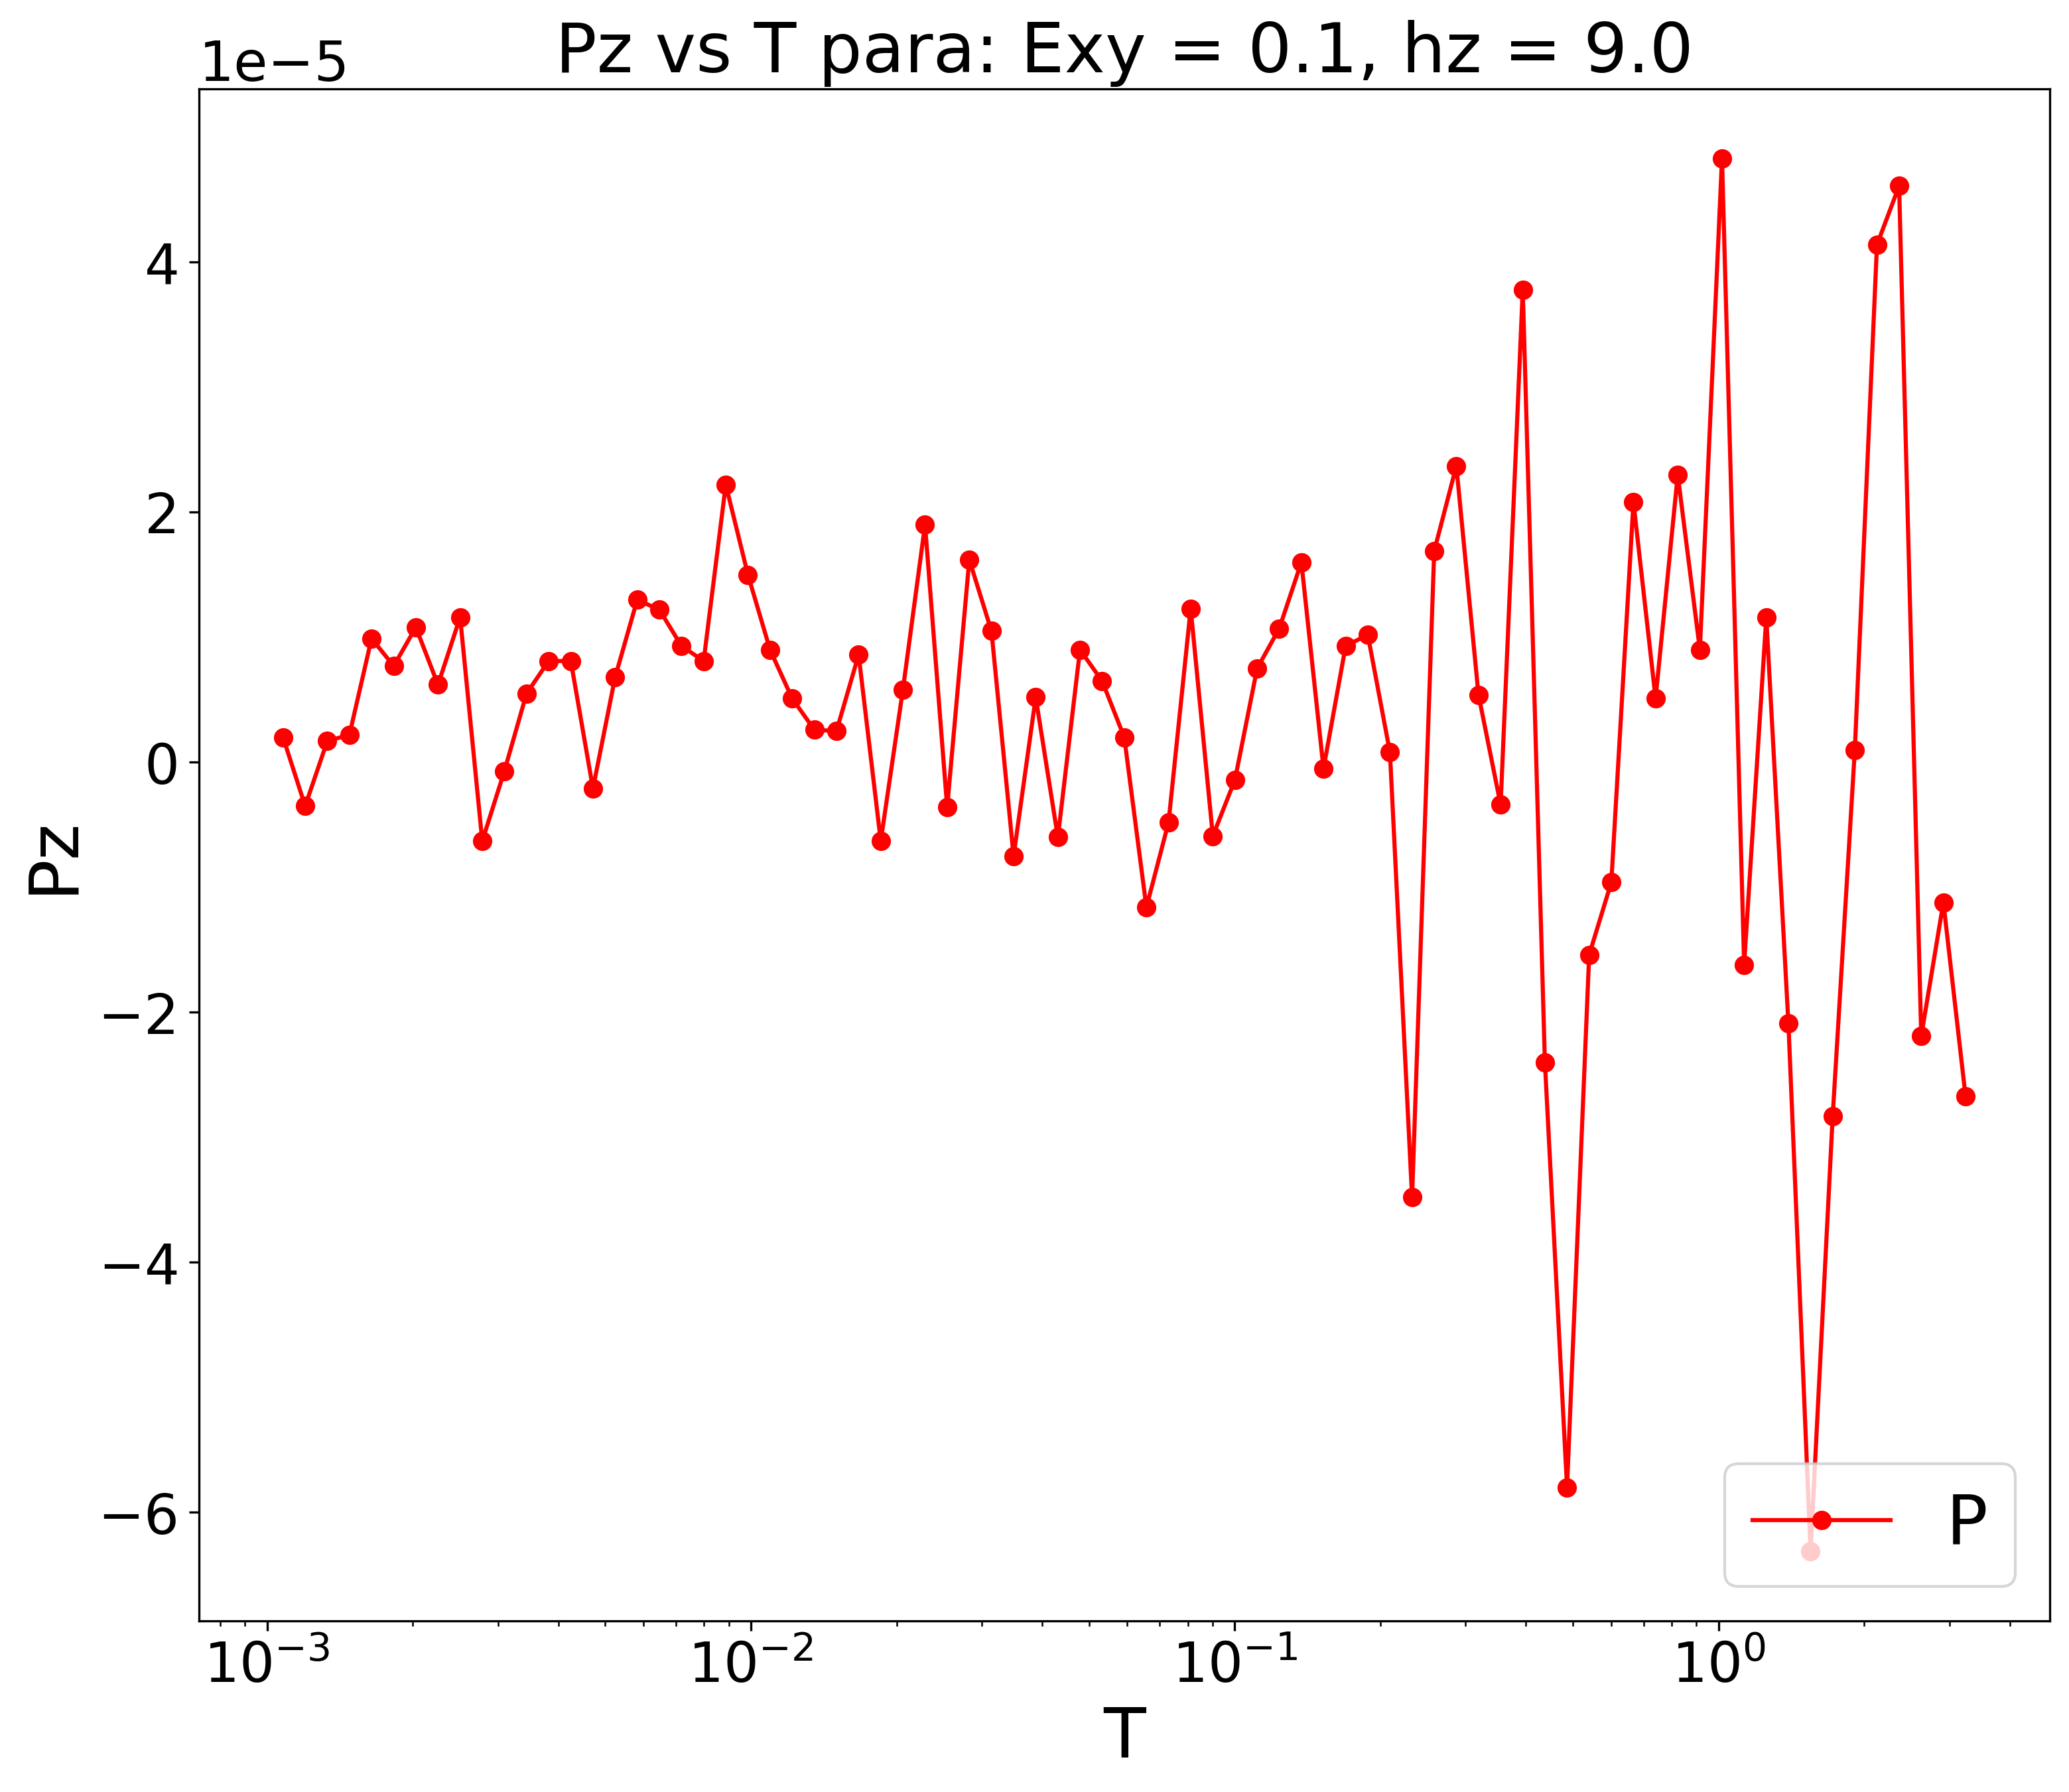 Pz vs T para: Exy = 0.1, hz = 9.0
1e−5
4
2
0
−2
−4
−6
Pz
P
10⁻³ 10⁻² 10⁻¹ 10⁰
T